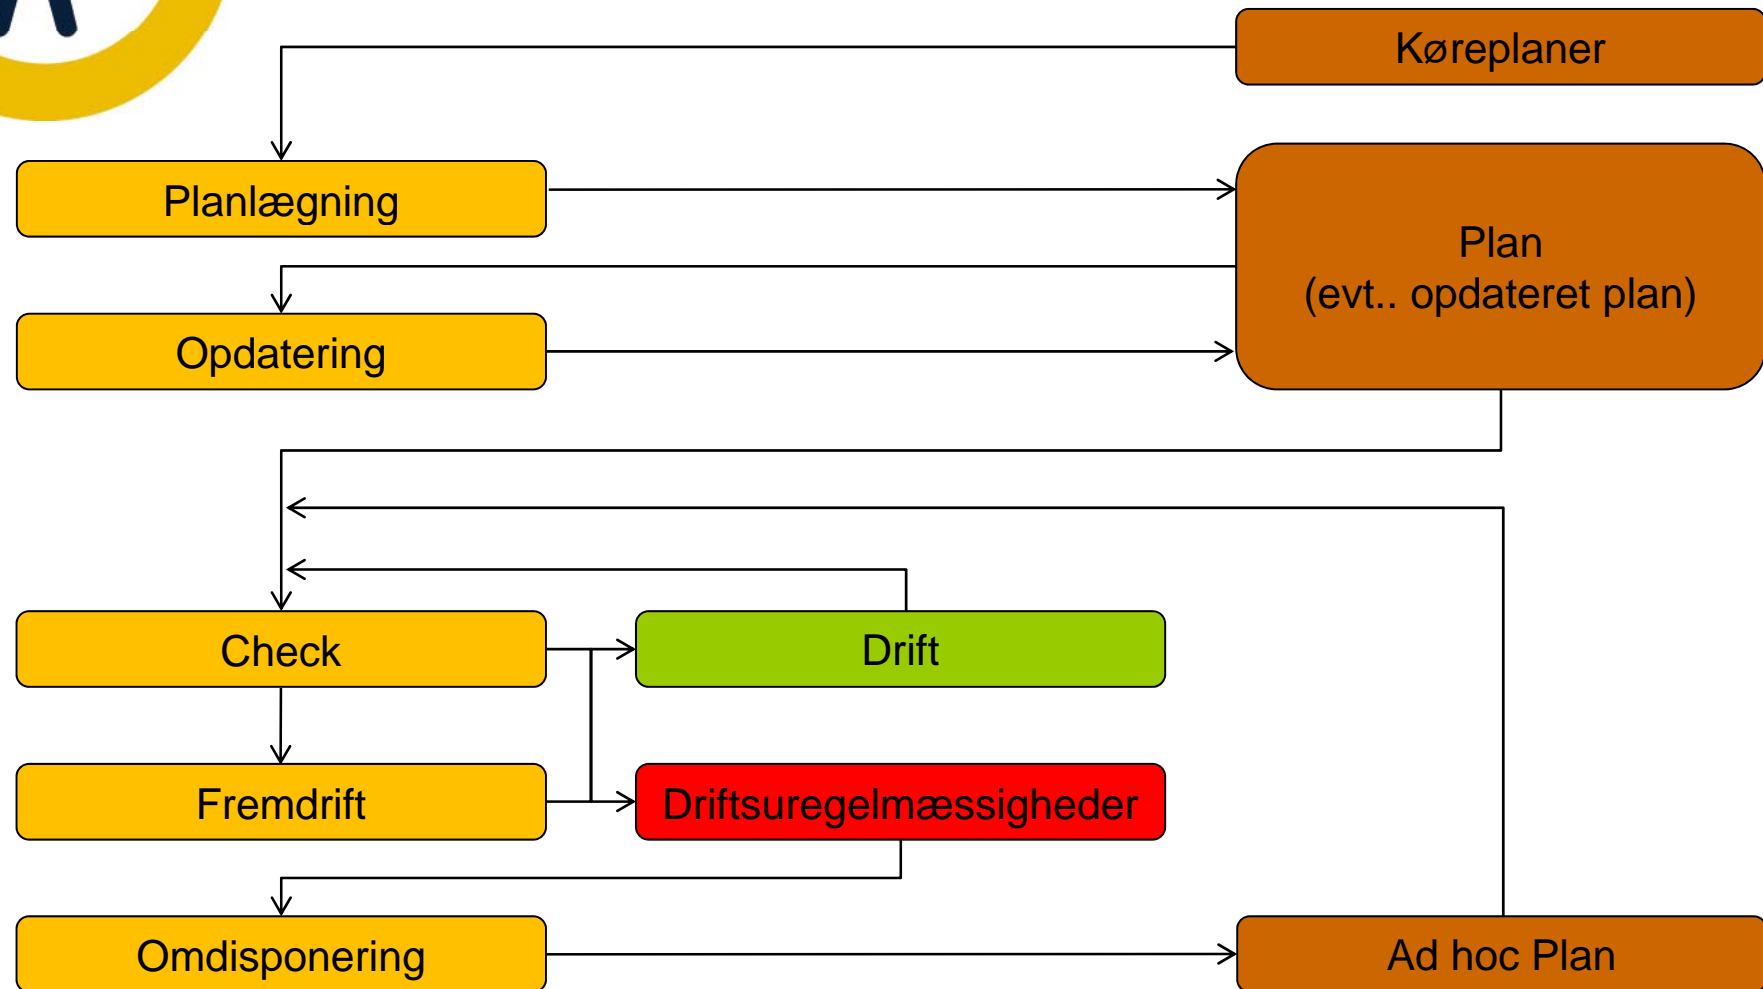 Køreplaner
Planlægning
Plan
(evt.. opdateret plan)
Opdatering
Check
Drift
Fremdrift
Driftsuregelmæssigheder
Omdisponering
Ad hoc Plan